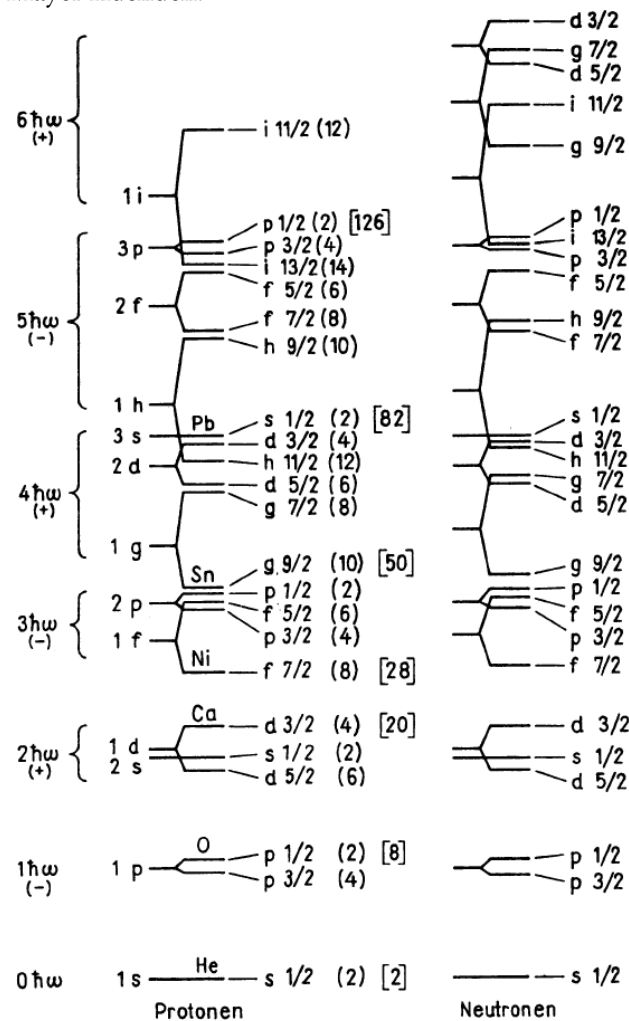 6ħω
(+)
5ħω
(-)
4ħω
(+)
3ħω
(-)
2ħω
(+)
1ħω
(-)
0ħω
1 i
3 p
2 f
1 h
3 s
2 d
1 g
2 p
1 f
1 d
2 s
1 p
1 s
Pb
Sn
Ni
Ca
O
He
i 11/2 (12)
p 1/2 (2) [126]
p 3/2 (4)
i 13/2 (14)
f 5/2 (6)
f 7/2 (8)
h 9/2 (10)
s 1/2 (2) [82]
d 3/2 (4)
h 11/2 (12)
d 5/2 (6)
g 7/2 (8)
g 9/2 (10) [50]
p 1/2 (2)
f 5/2 (6)
p 3/2 (4)
f 7/2 (8) [28]
d 3/2 (4) [20]
s 1/2 (2)
d 5/2 (6)
p 1/2 (2) [8]
p 3/2 (4)
s 1/2 (2) [2]
Protonen
d 3/2
g 7/2
d 5/2
i 11/2
g 9/2
p 1/2
i 13/2
p 3/2
f 5/2
h 9/2
f 7/2
s 1/2
d 3/2
h 11/2
g 7/2
d 5/2
g 9/2
p 1/2
f 5/2
p 3/2
f 7/2
d 3/2
s 1/2
d 5/2
p 1/2
p 3/2
s 1/2
Neutronen